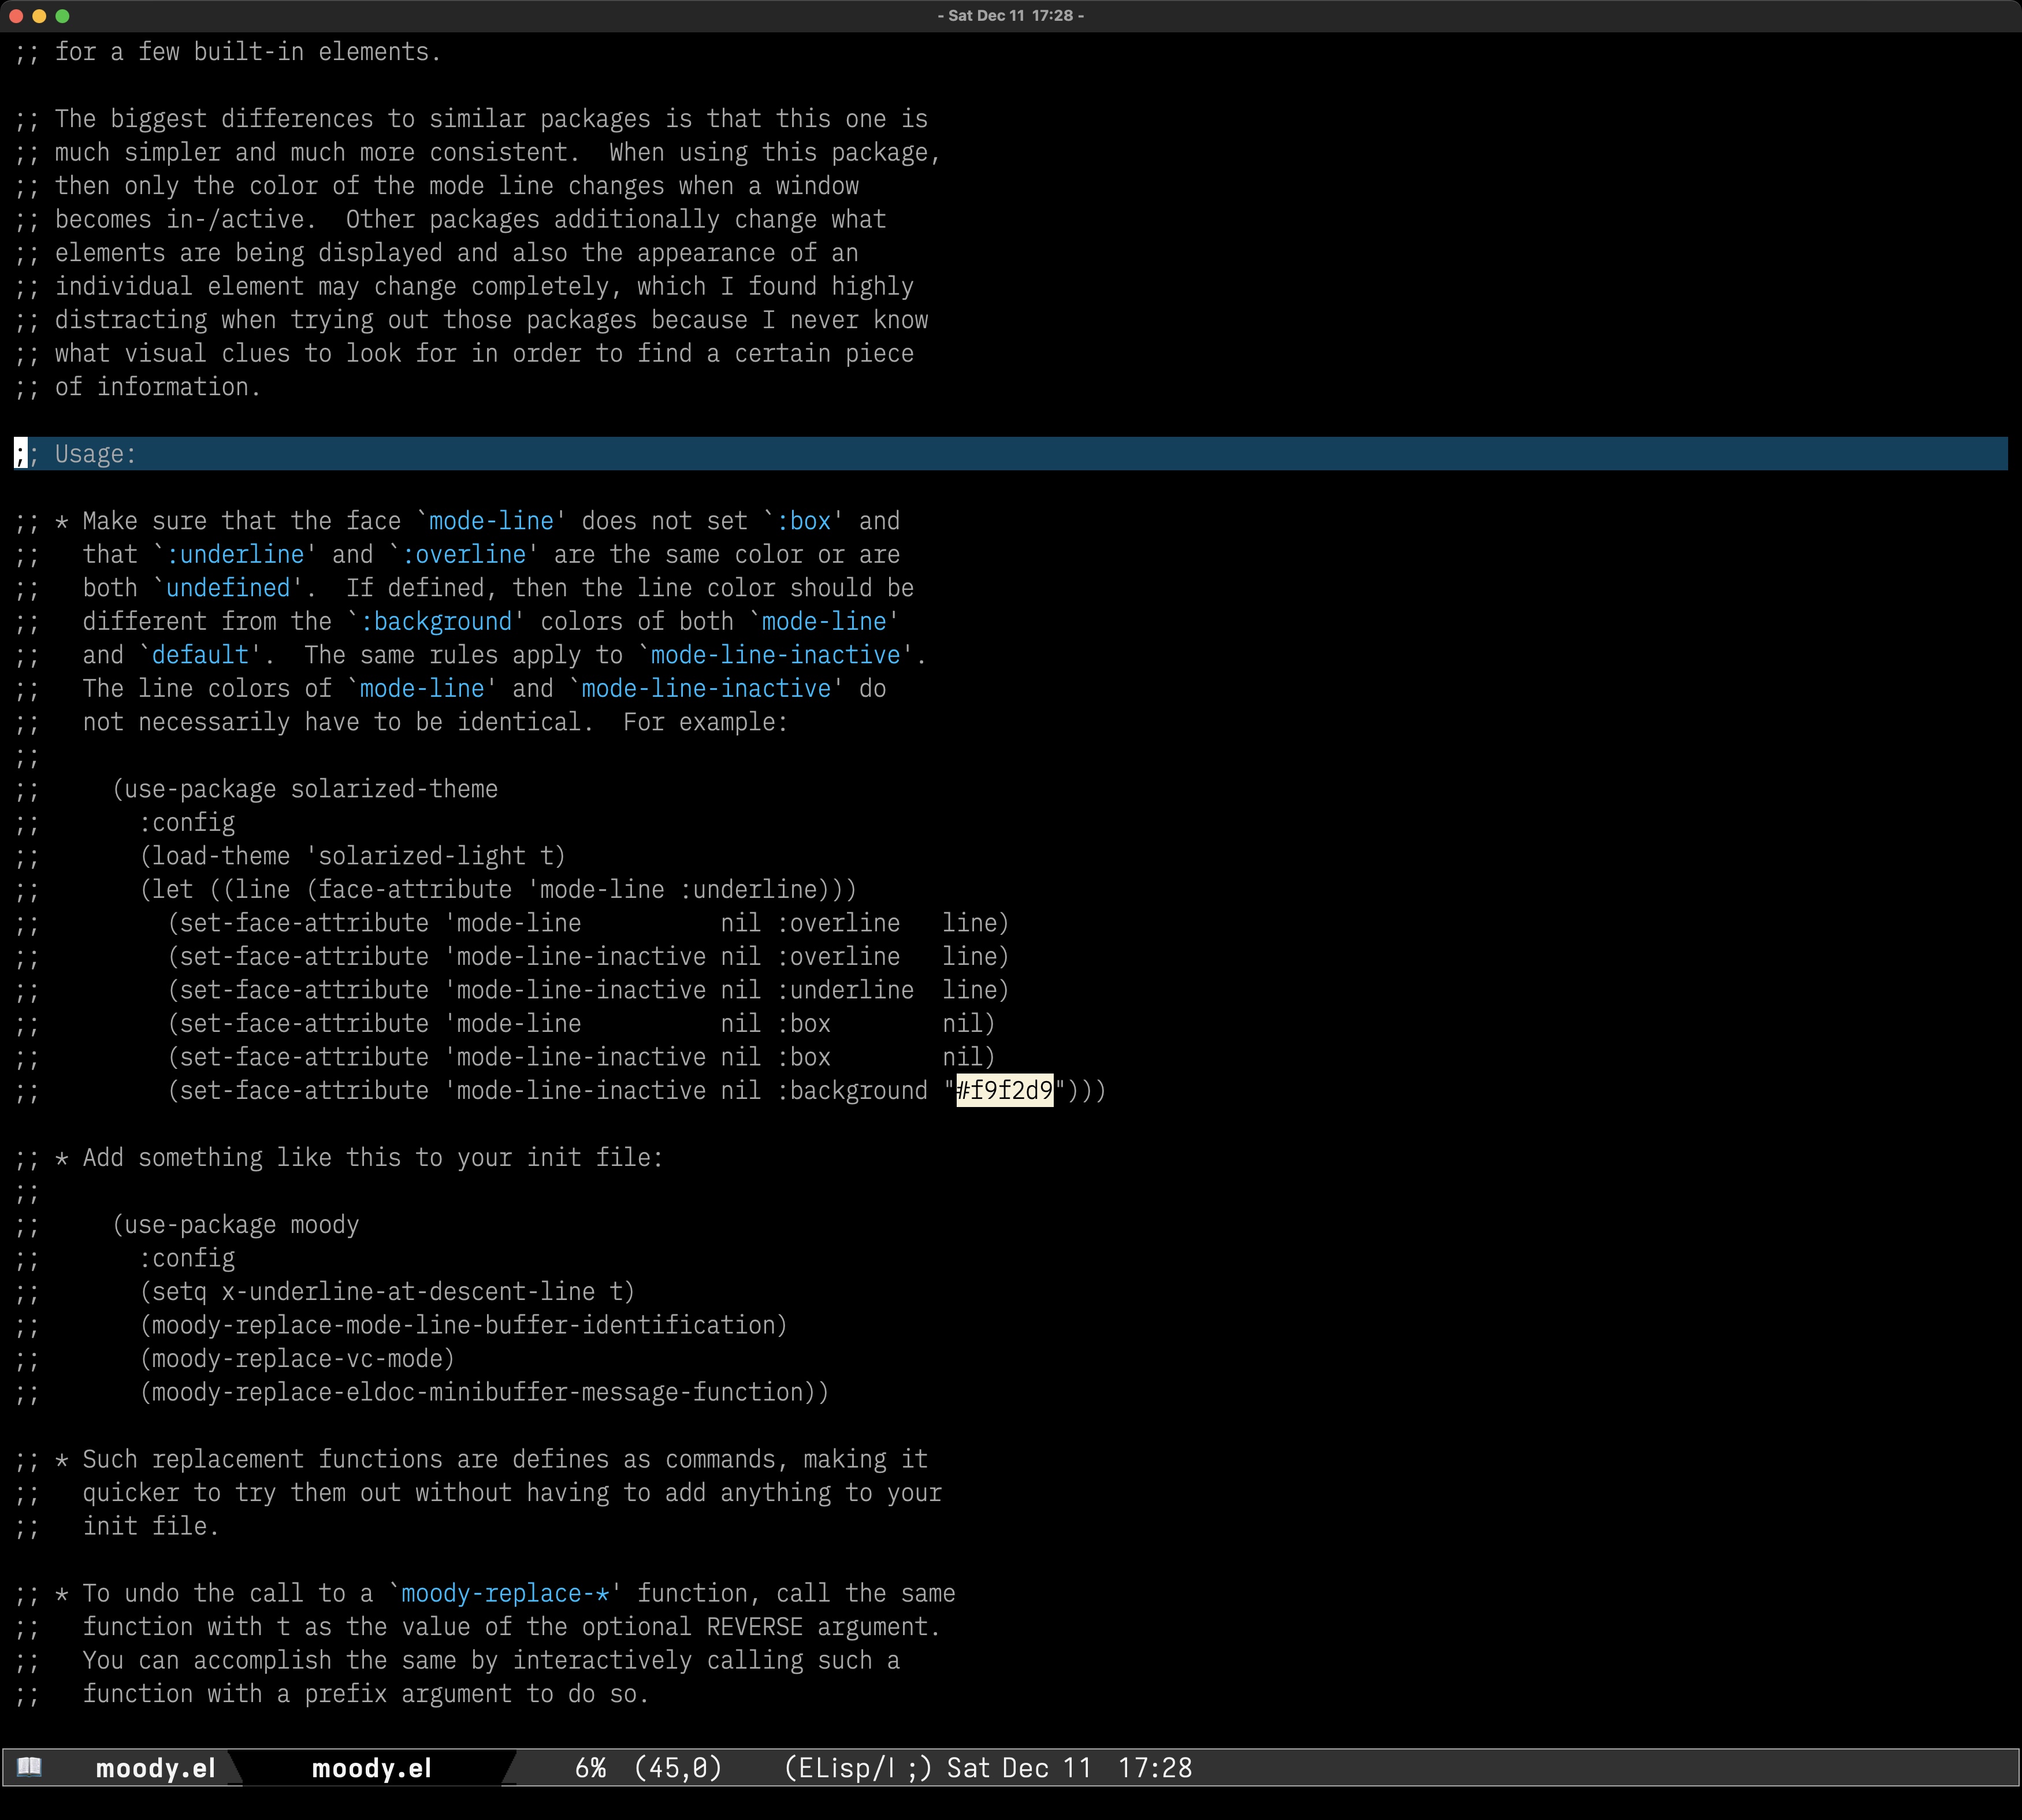 - Sat Dec 11 17:28 -
;; for a few built-in elements.
;; The biggest differences to similar packages is that this one is
;; much simpler and much more consistent.  When using this package,
;; then only the color of the mode line changes when a window
;; becomes in-/active.  Other packages additionally change what
;; elements are being displayed and also the appearance of an
;; individual element may change completely, which I found highly
;; distracting when trying out those packages because I never know
;; what visual clues to look for in order to find a certain piece
;; of information.
;; Usage:
;; * Make sure that the face `mode-line' does not set `:box' and
;;   that `:underline' and `:overline' are the same color or are
;;   both `undefined'.  If defined, then the line color should be
;;   different from the `:background' colors of both `mode-line'
;;   and `default'.  The same rules apply to `mode-line-inactive'.
;;   The line colors of `mode-line' and `mode-line-inactive' do
;;   not necessarily have to be identical.  For example:
;;
;;     (use-package solarized-theme
;;       :config
;;       (load-theme 'solarized-light t)
;;       (let ((line (face-attribute 'mode-line :underline)))
;;         (set-face-attribute 'mode-line          nil :overline   line)
;;         (set-face-attribute 'mode-line-inactive nil :overline   line)
;;         (set-face-attribute 'mode-line-inactive nil :underline  line)
;;         (set-face-attribute 'mode-line          nil :box        nil)
;;         (set-face-attribute 'mode-line-inactive nil :box        nil)
;;         (set-face-attribute 'mode-line-inactive nil :background "#f9f2d9")))
;; * Add something like this to your init file:
;;
;;     (use-package moody
;;       :config
;;       (setq x-underline-at-descent-line t)
;;       (moody-replace-mode-line-buffer-identification)
;;       (moody-replace-vc-mode)
;;       (moody-replace-eldoc-minibuffer-message-function))
;; * Such replacement functions are defines as commands, making it
;;   quicker to try them out without having to add anything to your
;;   init file.
;; * To undo the call to a `moody-replace-*' function, call the same
;;   function with t as the value of the optional REVERSE argument.
;;   You can accomplish the same by interactively calling such a
;;   function with a prefix argument to do so.
moody.el moody.el 6% (45,0) (ELisp/l ;) Sat Dec 11 17:28